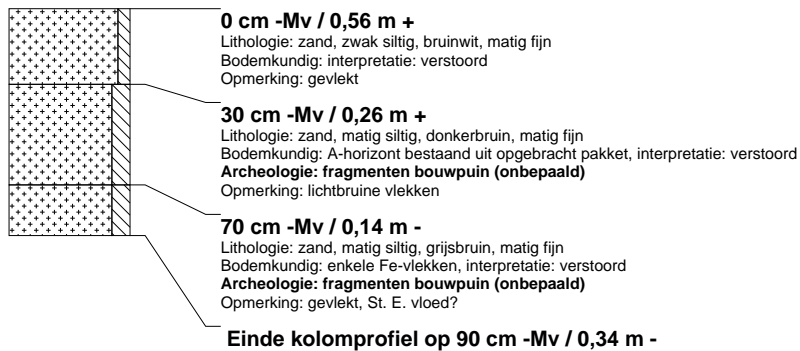 0 cm -Mv / 0,56 m +
Lithologie: zand, zwak siltig, bruinwit, matig fijn
Bodemkundig: interpretatie: verstoord
Opmerking: gevlekt
30 cm -Mv / 0,26 m +
Lithologie: zand, matig siltig, donkerbruin, matig fijn
Bodemkundig: A-horizont bestaand uit opgebracht pakket, interpretatie: verstoord
Archeologie: fragmenten bouwpuin (onbepaald)
Opmerking: lichtbruine vlekken
70 cm -Mv / 0,14 m -
Lithologie: zand, matig siltig, grijsbruin, matig fijn
Bodemkundig: enkele Fe-vlekken, interpretatie: verstoord
Archeologie: fragmenten bouwpuin (onbepaald)
Opmerking: gevlekt, St. E. vloed?
Einde kolomprofiel op 90 cm -Mv / 0,34 m -